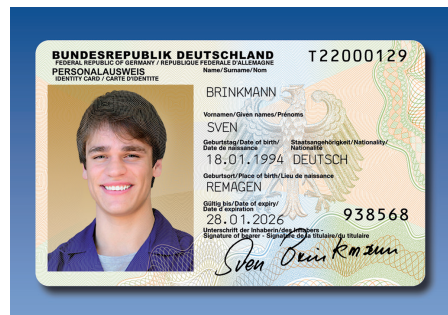 BUNDESREPUBLIK DEUTSCHLAND T22000129
FEDERAL REPUBLIC OF GERMANY / REPUBLIQUE FEDERALE D'ALLEMAGNE
PERSONALAUSWEIS Name/Surname/Nom
IDENTITY CARD / CARTE D'IDENTITE
BRINKMANN
Vornamen/Given names/Prénoms
SVEN
Geburtstag/Date of birth/ Staatsangehörigkeit/Nationality/
Date de naissance Nationalité
18.01.1994 DEUTSCH
Geburtsort/Place of birth/Lieu de naissance
REMAGEN
Gültig bis/Date of expiry/
Date d'expiration
28.01.2026 938568
Unterschrift der Inhaberin/des Inhabers -
Signature of bearer - Signature de la titulaire/du titulaire
Sven Brinkmann